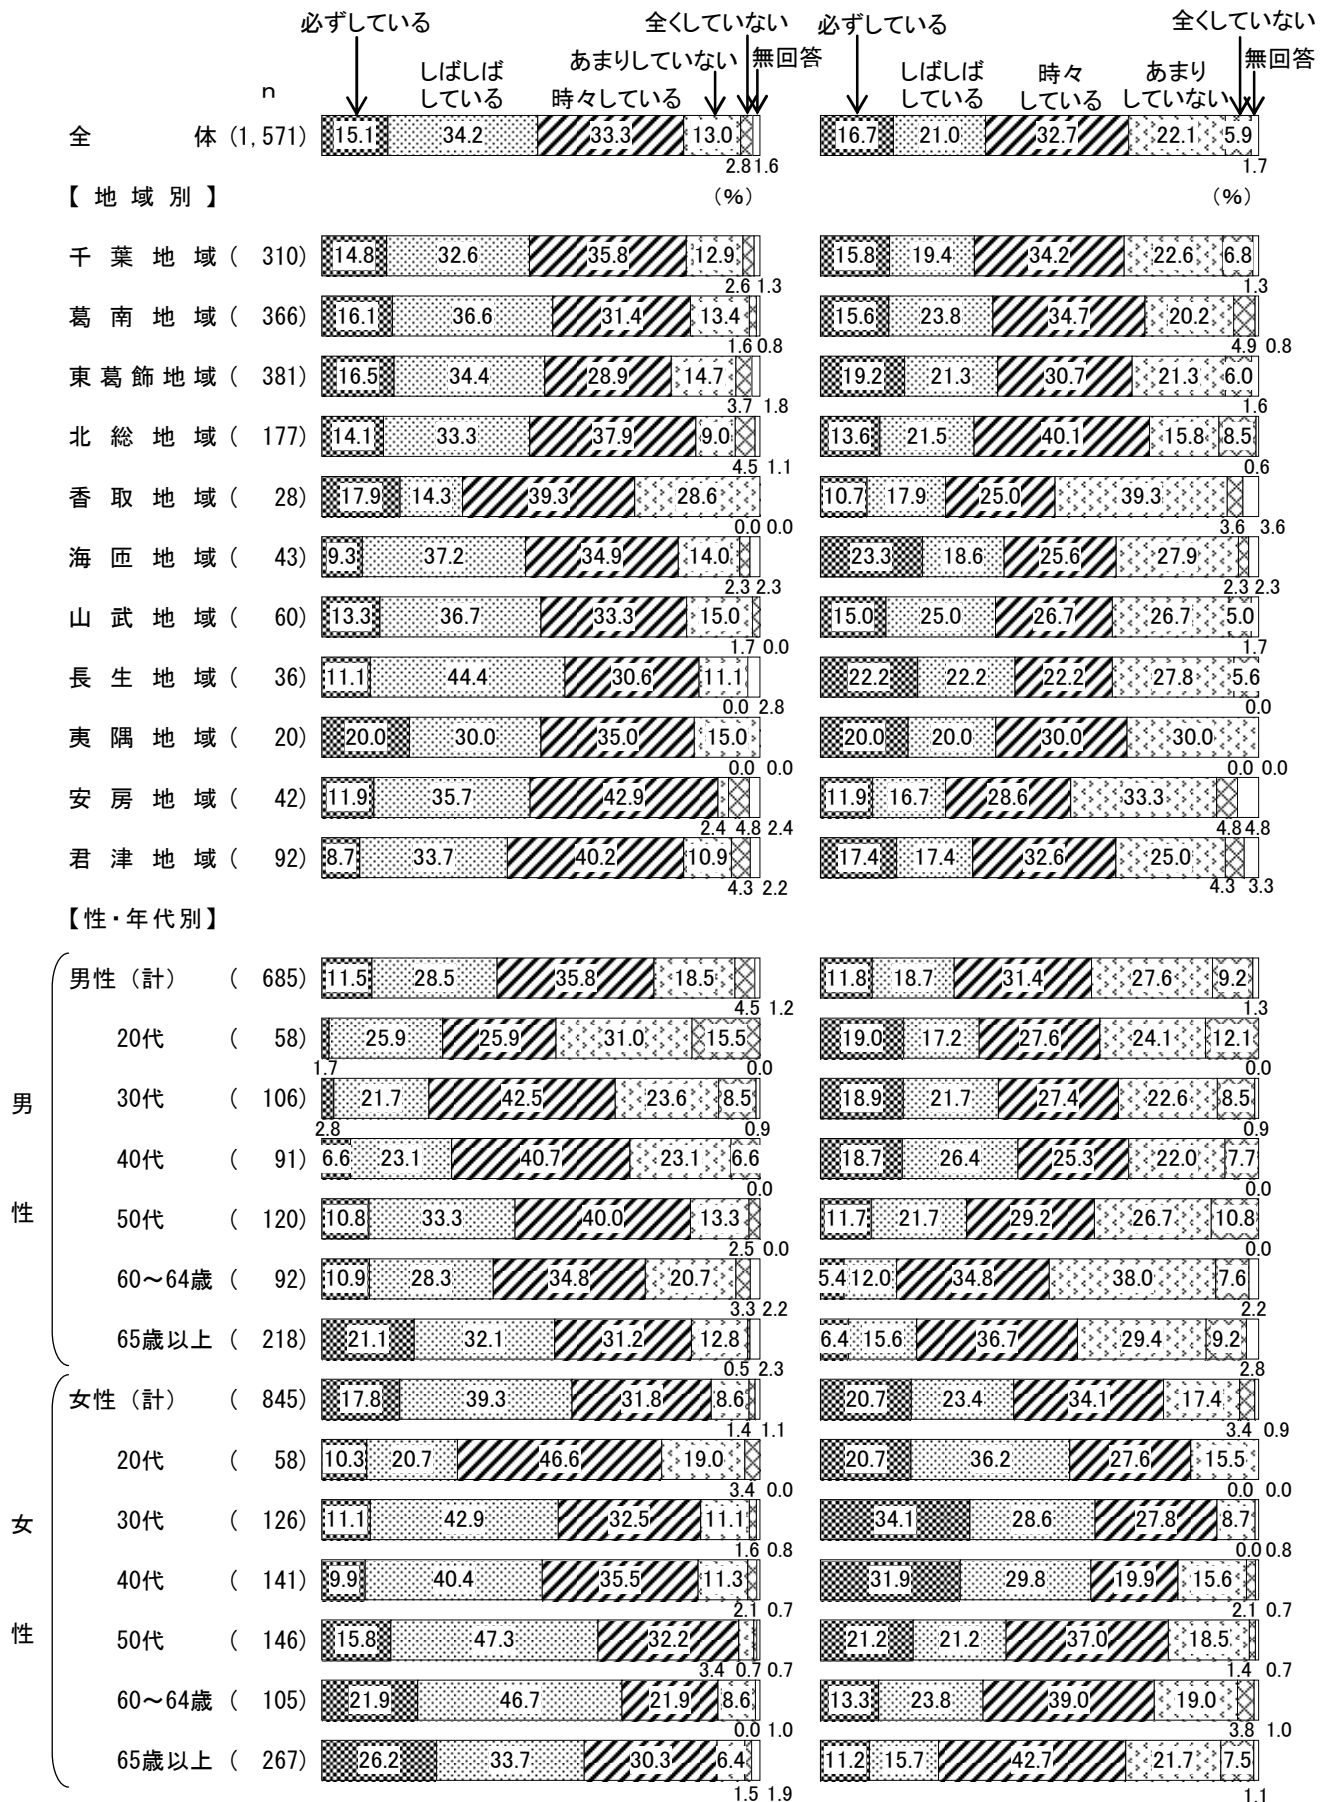 必ずしている 全くしていない 必ずしている 全くしていない
しばしば
している 時々している あまりしていない 無回答 しばしば
している 時々
している あまり
していない 無回答
n
全体 (1,571) 15.1 34.2 33.3 13.0 2.8 1.6 16.7 21.0 32.7 22.1 5.9 1.7
【地域別】 (%) (%)
千葉地域 ( 310) 14.8 32.6 35.8 12.9 2.6 1.3 15.8 19.4 34.2 22.6 6.8 1.3
葛南地域 ( 366) 16.1 36.6 31.4 13.4 1.6 0.8 15.6 23.8 34.7 20.2 4.9 0.8
東葛飾地域 ( 381) 16.5 34.4 28.9 14.7 3.7 1.8 19.2 21.3 30.7 21.3 6.0 1.6
北総地域 ( 177) 14.1 33.3 37.9 9.0 4.5 1.1 13.6 21.5 40.1 15.8 8.5 0.6
香取地域 ( 28) 17.9 14.3 39.3 28.6 0.0 0.0 10.7 17.9 25.0 39.3 3.6 3.6
海匝地域 ( 43) 9.3 37.2 34.9 14.0 2.3 2.3 23.3 18.6 25.6 27.9 2.3 2.3
山武地域 ( 60) 13.3 36.7 33.3 15.0 1.7 0.0 15.0 25.0 26.7 26.7 5.0 1.7
長生地域 ( 36) 11.1 44.4 30.6 11.1 0.0 2.8 22.2 22.2 22.2 27.8 5.6 0.0
夷隅地域 ( 20) 20.0 30.0 35.0 15.0 0.0 0.0 20.0 20.0 30.0 30.0 0.0 0.0
安房地域 ( 42) 11.9 35.7 42.9 2.4 4.8 2.4 11.9 16.7 28.6 33.3 4.8 4.8
君津地域 ( 92) 8.7 33.7 40.2 10.9 4.3 2.2 17.4 17.4 32.6 25.0 4.3 3.3
【性・年代別】
男性
男性(計) ( 685) 11.5 28.5 35.8 18.5 4.5 1.2 11.8 18.7 31.4 27.6 9.2 1.3
20代 ( 58) 1.7 25.9 25.9 31.0 15.5 0.0 19.0 17.2 27.6 24.1 12.1 0.0
30代 ( 106) 2.8 21.7 42.5 23.6 8.5 0.9 18.9 21.7 27.4 22.6 8.5 0.9
40代 ( 91) 6.6 23.1 40.7 23.1 6.6 0.0 18.7 26.4 25.3 22.0 7.7 0.0
50代 ( 120) 10.8 33.3 40.0 13.3 2.5 0.0 11.7 21.7 29.2 26.7 10.8 0.0
60～64歳 ( 92) 10.9 28.3 34.8 20.7 3.3 2.2 5.4 12.0 34.8 38.0 7.6 2.2
65歳以上 ( 218) 21.1 32.1 31.2 12.8 0.5 2.3 6.4 15.6 36.7 29.4 9.2 2.8
女性
女性(計) ( 845) 17.8 39.3 31.8 8.6 1.4 1.1 20.7 23.4 34.1 17.4 3.4 0.9
20代 ( 58) 10.3 20.7 46.6 19.0 3.4 0.0 20.7 36.2 27.6 15.5 0.0 0.0
30代 ( 126) 11.1 42.9 32.5 11.1 1.6 0.8 34.1 28.6 27.8 8.7 0.0 0.8
40代 ( 141) 9.9 40.4 35.5 11.3 2.1 0.7 31.9 29.8 19.9 15.6 2.1 0.7
50代 ( 146) 15.8 47.3 32.2 3.4 0.7 0.7 21.2 21.2 37.0 18.5 1.4 0.7
60～64歳 ( 105) 21.9 46.7 21.9 8.6 0.0 1.0 13.3 23.8 39.0 19.0 3.8 1.0
65歳以上 ( 267) 26.2 33.7 30.3 6.4 1.5 1.9 11.2 15.7 42.7 21.7 7.5 1.1